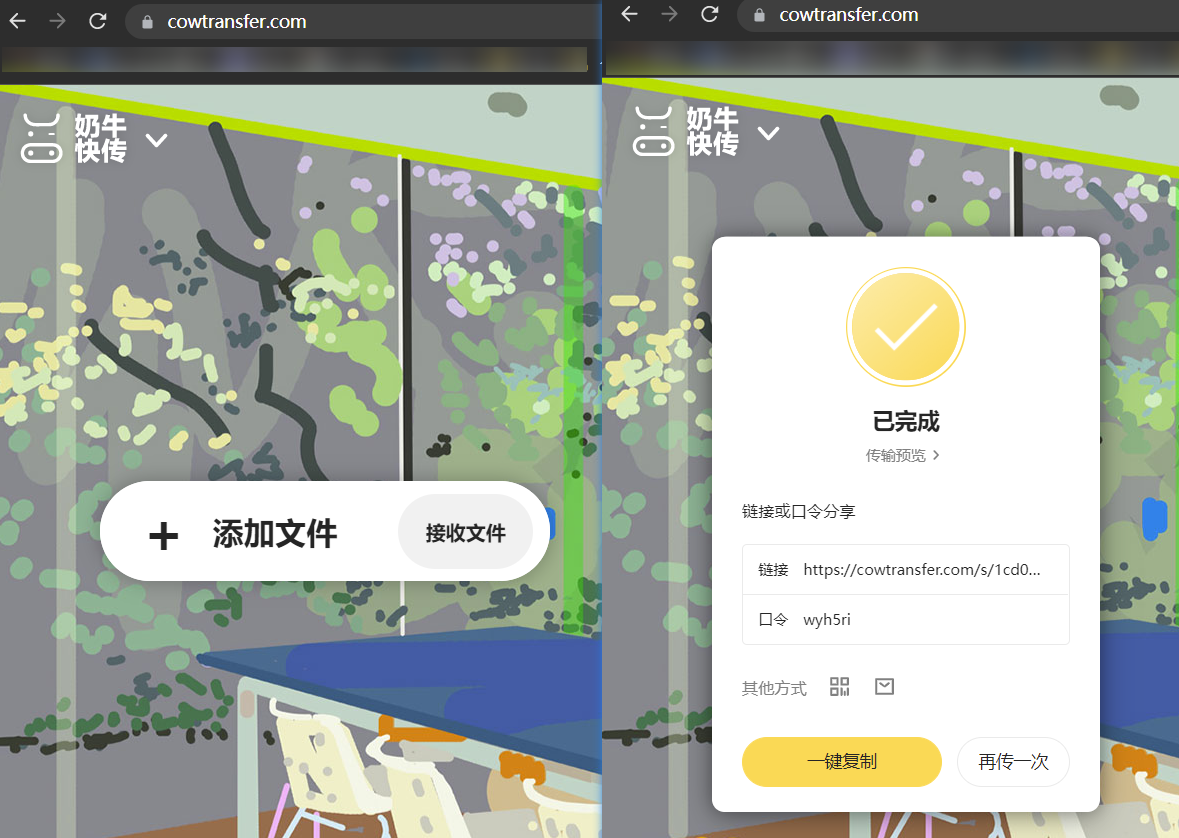 cowtransfer.com
奶牛
快传
添加文件
接收文件
cowtransfer.com
奶牛
快传
已完成
传输预览
链接或口令分享
链接 https://cowtransfer.com/s/1cd0...
口令 wyh5ri
其他方式
一键复制
再传一次